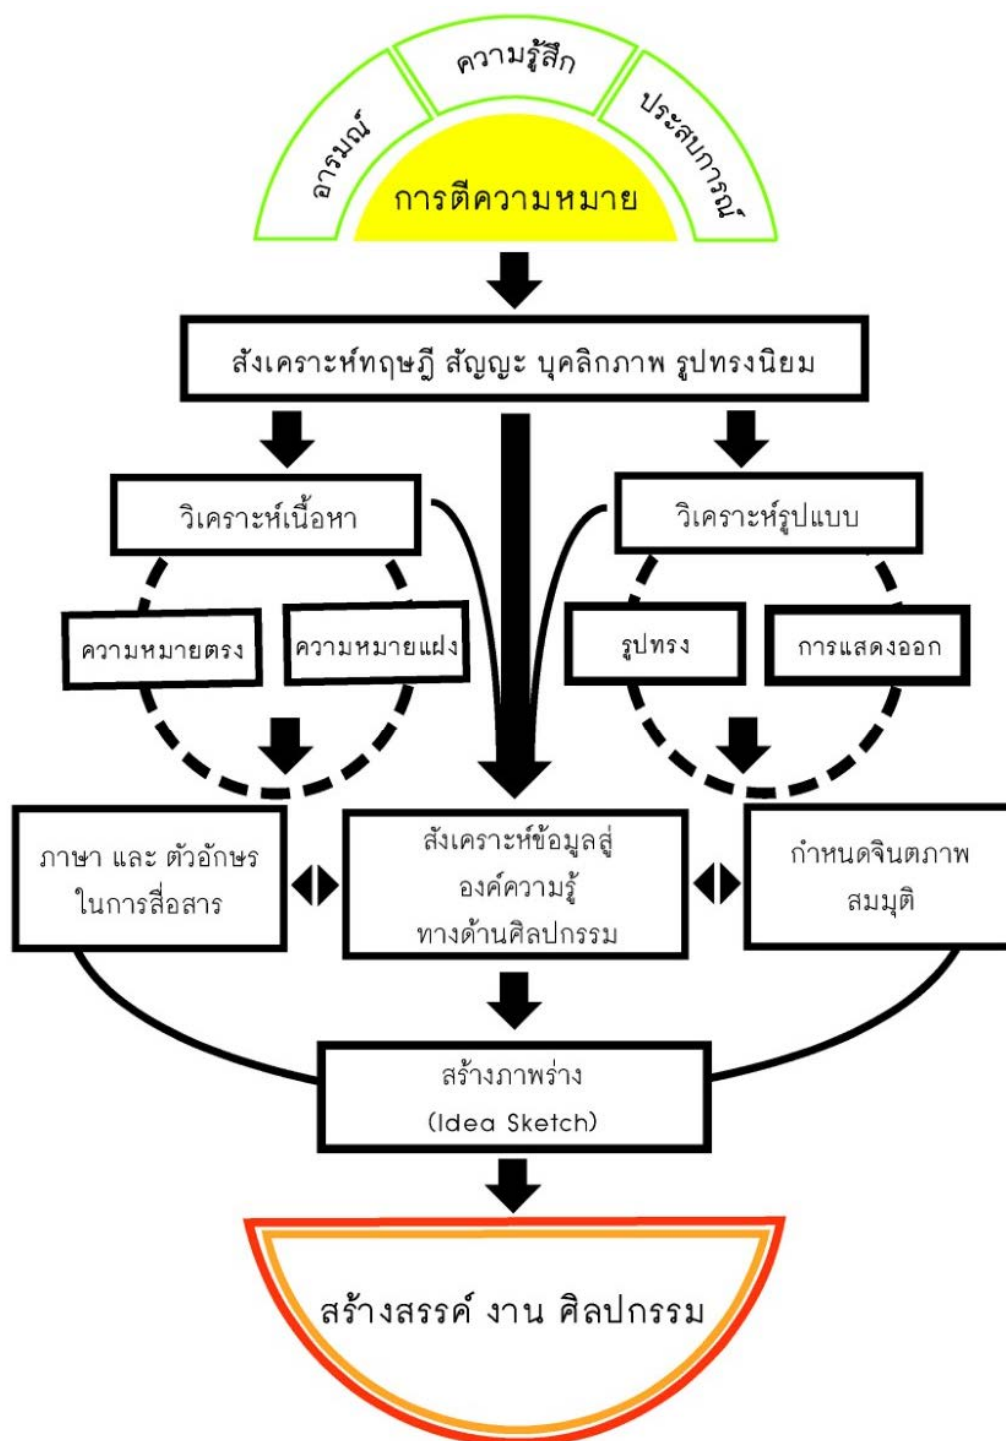 อารมณ์
ความรู้สึก
ประสบการณ์
การตีความหมาย
สังเคราะห์ทฤษฎี สัญญะ บุคลิกภาพ รูปทรงนิยม
วิเคราะห์เนื้อหา
วิเคราะห์รูปแบบ
ความหมายตรง
ความหมายแฝง
รูปทรง
การแสดงออก
ภาษา และ ตัวอักษร
ในการสื่อสาร
สังเคราะห์ข้อมูลสู่
องค์ความรู้
ทางด้านศิลปกรรม
กำหนดจินตภาพ
สมมุติ
สร้างภาพร่าง
(Idea Sketch)
สร้างสรรค์ งาน ศิลปกรรม